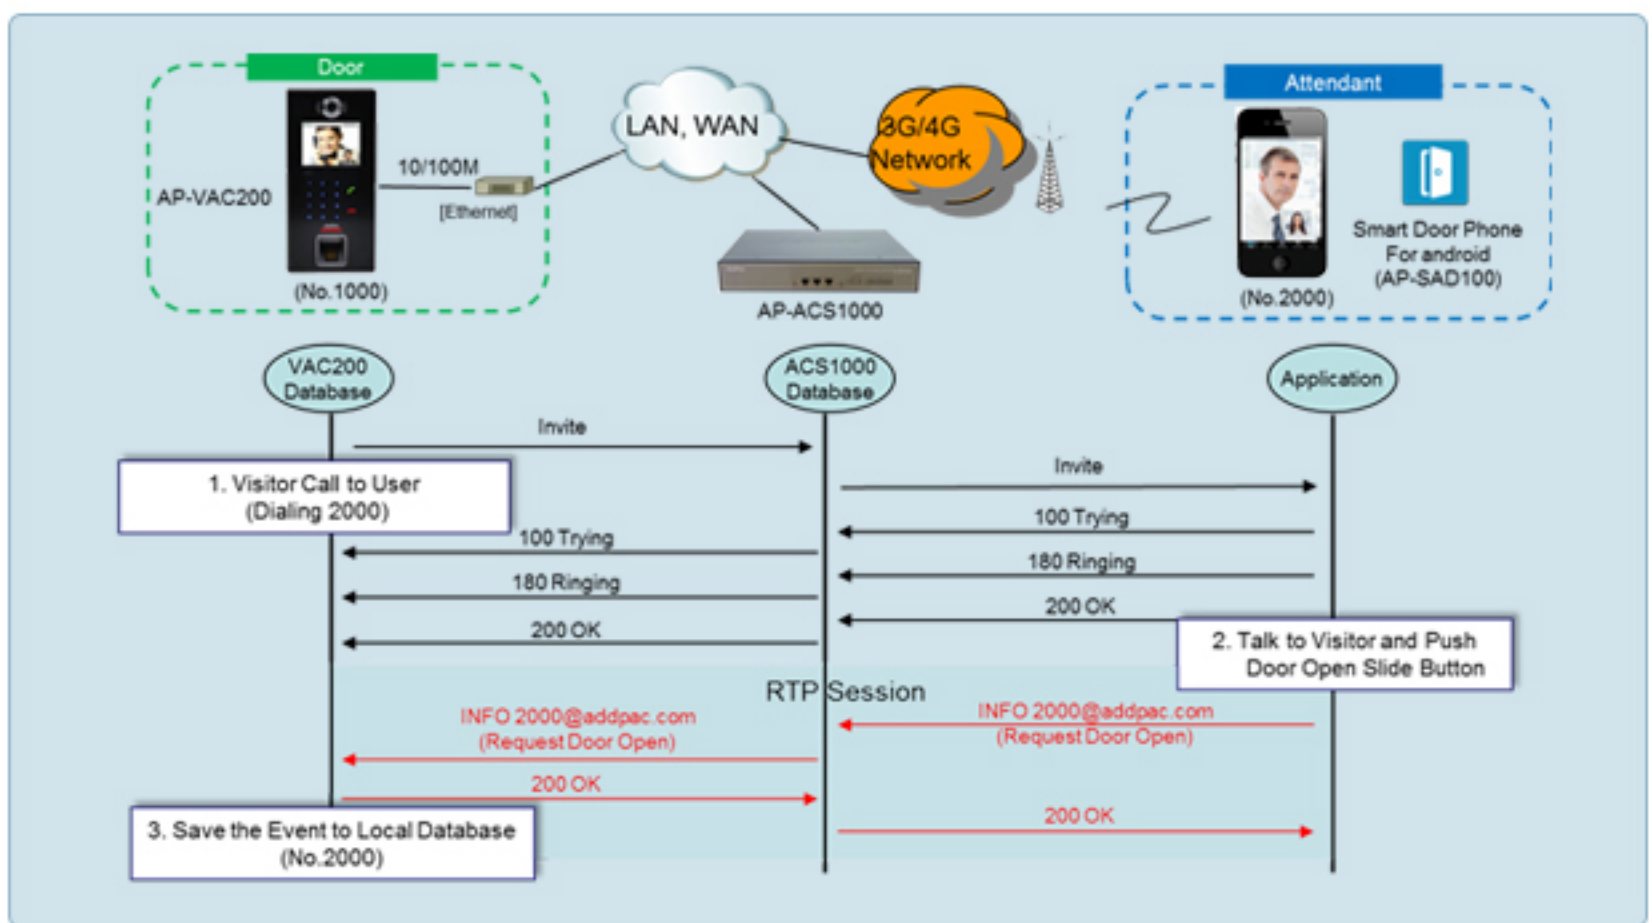 Door
Attendant
LAN, WAN
3G/4G
Network
10/100M
AP-VAC200
[Ethernet]
Smart Door Phone
For android
(AP-SAD100)
(No.1000)
(No.2000)
AP-ACS1000
VAC200
Database
ACS1000
Database
Application
Invite
Invite
1. Visitor Call to User
(Dialing 2000)
100 Trying
100 Trying
180 Ringing
180 Ringing
200 OK
200 OK
2. Talk to Visitor and Push
Door Open Slide Button
RTP Session
INFO 2000@addpac.com
(Request Door Open)
INFO 2000@addpac.com
(Request Door Open)
200 OK
200 OK
3. Save the Event to Local Database
(No.2000)